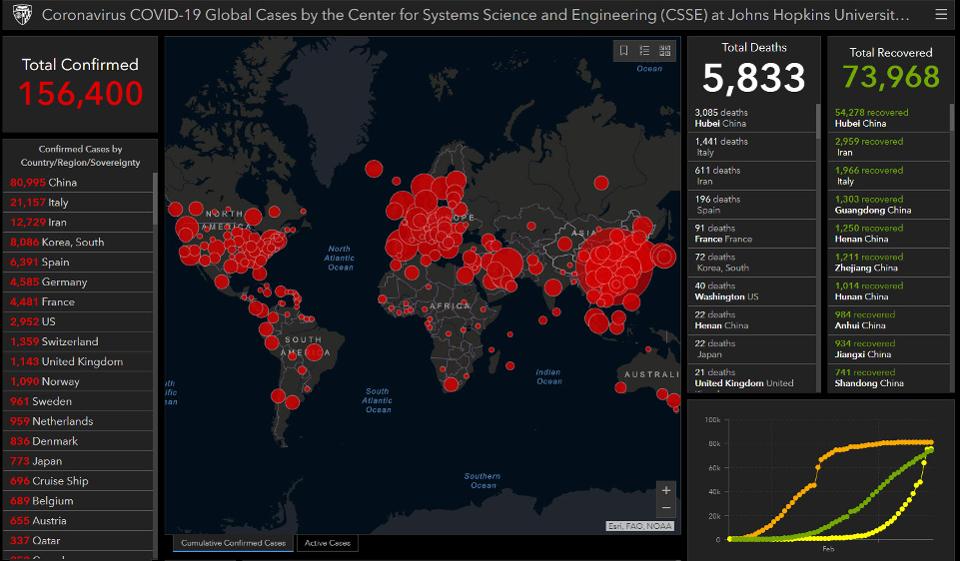 Coronavirus COVID-19 Global Cases by the Center for Systems Science and Engineering (CSSE) at Johns Hopkins Universit...
Total Confirmed
156,400
Confirmed Cases by
Country/Region/Sovereignty
80,995 China
21,157 Italy
12,729 Iran
8,086 Korea, South
6,391 Spain
4,585 Germany
4,481 France
2,952 US
1,359 Switzerland
1,143 United Kingdom
1,090 Norway
961 Sweden
959 Netherlands
836 Denmark
773 Japan
696 Cruise Ship
689 Belgium
655 Austria
337 Qatar
Ocean
NORTH
AMERICA
North
Atlantic
Ocean
OPE
ASIA
AFRICA
SOUTH
AMERICA
Indian
Ocean
AUSTRALI
South
Atlantic
Ocean
uth
ific
ean
Southern
Ocean
+
−
Esri, FAO, NOAA
Cumulative Confirmed Cases
Active Cases
Total Deaths
5,833
3,085 deaths
Hubei China
1,441 deaths
Italy
611 deaths
Iran
196 deaths
Spain
91 deaths
France France
72 deaths
Korea, South
40 deaths
Washington US
22 deaths
Henan China
22 deaths
Japan
21 deaths
United Kingdom United
Total Recovered
73,968
54,278 recovered
Hubei China
2,959 recovered
Iran
1,966 recovered
Italy
1,303 recovered
Guangdong China
1,250 recovered
Henan China
1,211 recovered
Zhejiang China
1,014 recovered
Hunan China
984 recovered
Anhui China
934 recovered
Jiangxi China
741 recovered
Shandong China
100k
80k
60k
40k
20k
0
Feb